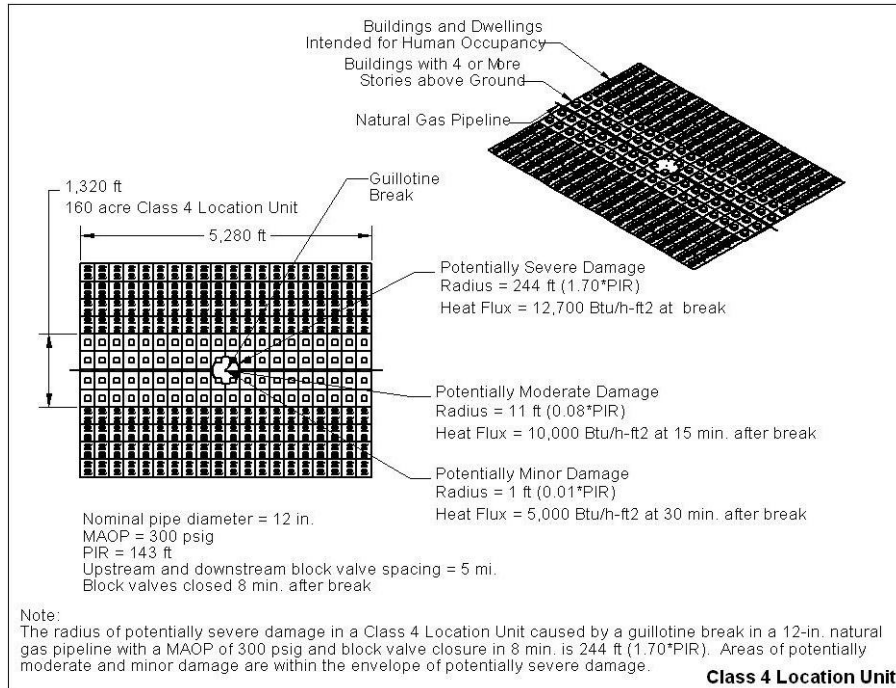 Buildings and Dwellings
Intended for Human Occupancy
Buildings with 4 or More
Stories above Ground
Natural Gas Pipeline
Guillotine
Break
1,320 ft
160 acre Class 4 Location Unit
5,280 ft
Potentially Severe Damage
Radius = 244 ft (1.70*PIR)
Heat Flux = 12,700 Btu/h-ft2 at break
Potentially Moderate Damage
Radius = 11 ft (0.08*PIR)
Heat Flux = 10,000 Btu/h-ft2 at 15 min. after break
Potentially Minor Damage
Radius = 1 ft (0.01*PIR)
Heat Flux = 5,000 Btu/h-ft2 at 30 min. after break
Nominal pipe diameter = 12 in.
MAOP = 300 psig
PIR = 143 ft
Upstream and downstream block valve spacing = 5 mi.
Block valves closed 8 min. after break
Note:
The radius of potentially severe damage in a Class 4 Location Unit caused by a guillotine break in a 12-in. natural
gas pipeline with a MAOP of 300 psig and block valve closure in 8 min. is 244 ft (1.70*PIR). Areas of potentially
moderate and minor damage are within the envelope of potentially severe damage.
Class 4 Location Unit